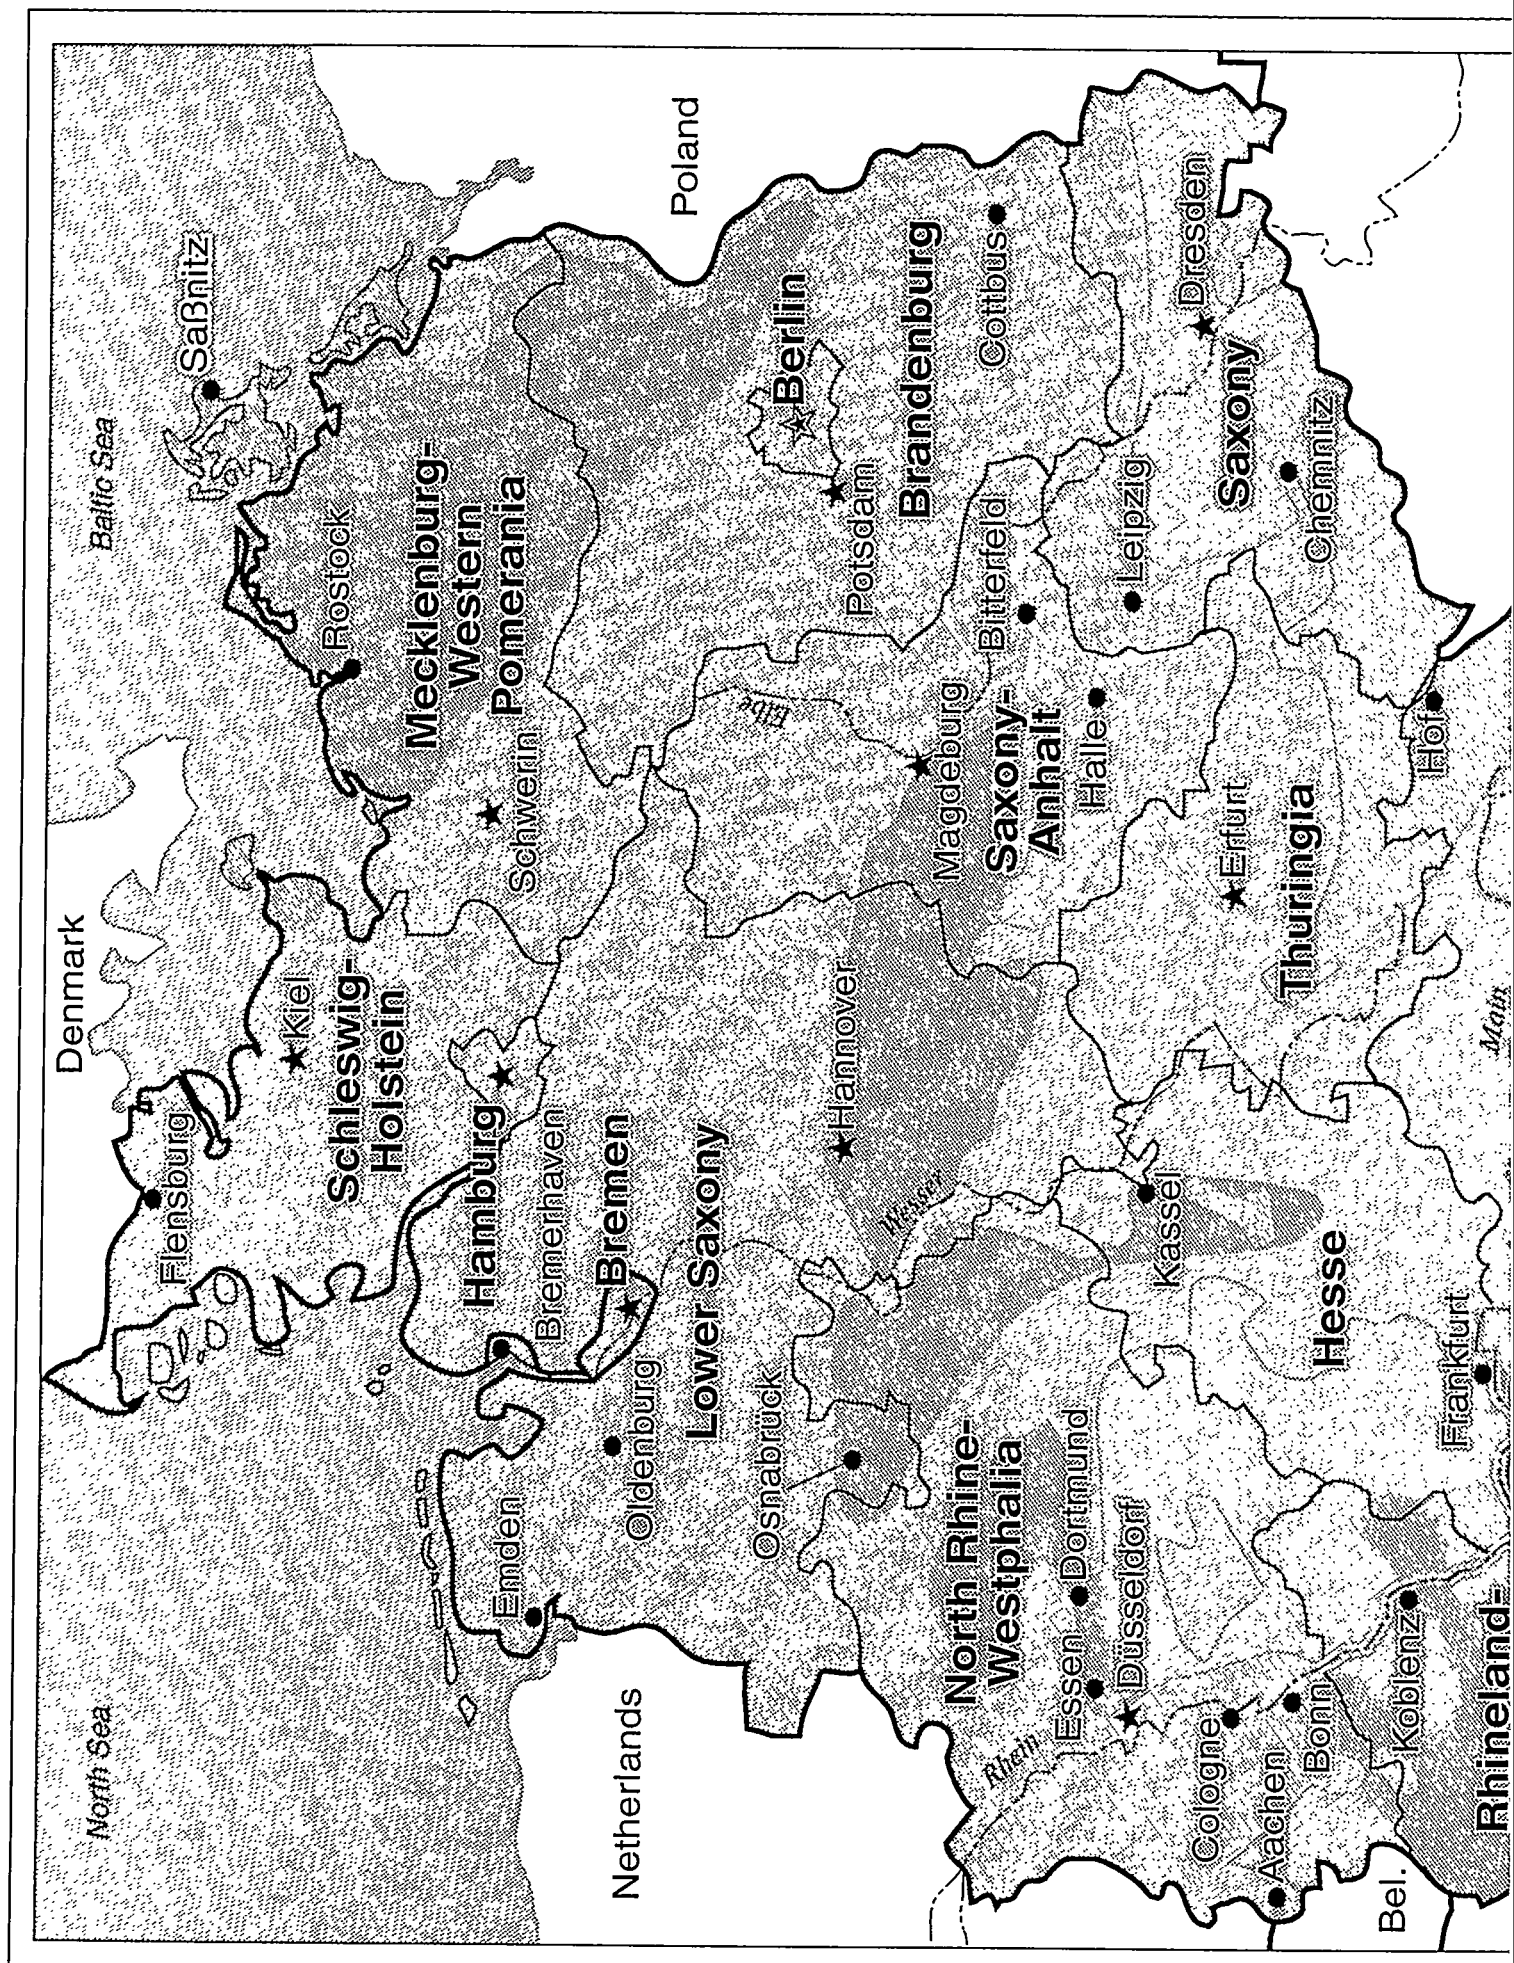 North Sea
Denmark
Baltic Sea
Flensburg
Saßnitz
Kiel
Schleswig-
Holstein
Rostock
Mecklenburg-
Western
Pomerania
Emden
Hamburg
Bremerhaven
Schwerin
Netherlands
Oldenburg
Bremen
Poland
Lower Saxony
Elbe
Osnabrück
Hannover
Berlin
Potsdam
Weser
Brandenburg
North Rhine-
Westphalia
Magdeburg
Saxony-
Anhalt
Bitterfeld
Cottbus
Rhein
Essen
Dortmund
Halle
Düsseldorf
Kassel
Leipzig
Dresden
Cologne
Erfurt
Saxony
Aachen
Bonn
Hesse
Thuringia
Chemnitz
Bel.
Koblenz
Frankfurt
Hof
Rhineland-
Main